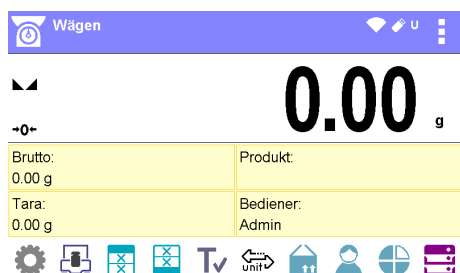 Wägen
U
0.00
g
→0←
Brutto:
0.00 g
Produkt:
Tara:
0.00 g
Bediener:
Admin
T
unit